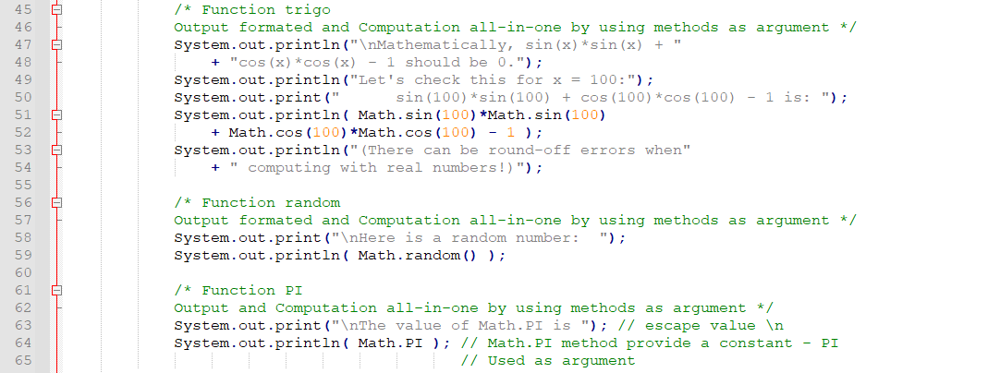 45 /* Function trigo
46 Output formated and Computation all-in-one by using methods as argument */
47 System.out.println("\nMathematically, sin(x)*sin(x) + "
48 + "cos(x)*cos(x) - 1 should be 0.");
49 System.out.println("Let's check this for x = 100:");
50 System.out.print("      sin(100)*sin(100) + cos(100)*cos(100) - 1 is: ");
51 System.out.println( Math.sin(100)*Math.sin(100)
52 + Math.cos(100)*Math.cos(100) - 1 );
53 System.out.println("(There can be round-off errors when"
54 + " computing with real numbers!)");
55
56 /* Function random
57 Output formated and Computation all-in-one by using methods as argument */
58 System.out.print("\nHere is a random number:  ");
59 System.out.println( Math.random() );
60
61 /* Function PI
62 Output and Computation all-in-one by using methods as argument */
63 System.out.print("\nThe value of Math.PI is "); // escape value \n
64 System.out.println( Math.PI ); // Math.PI method provide a constant - PI
65 // Used as argument